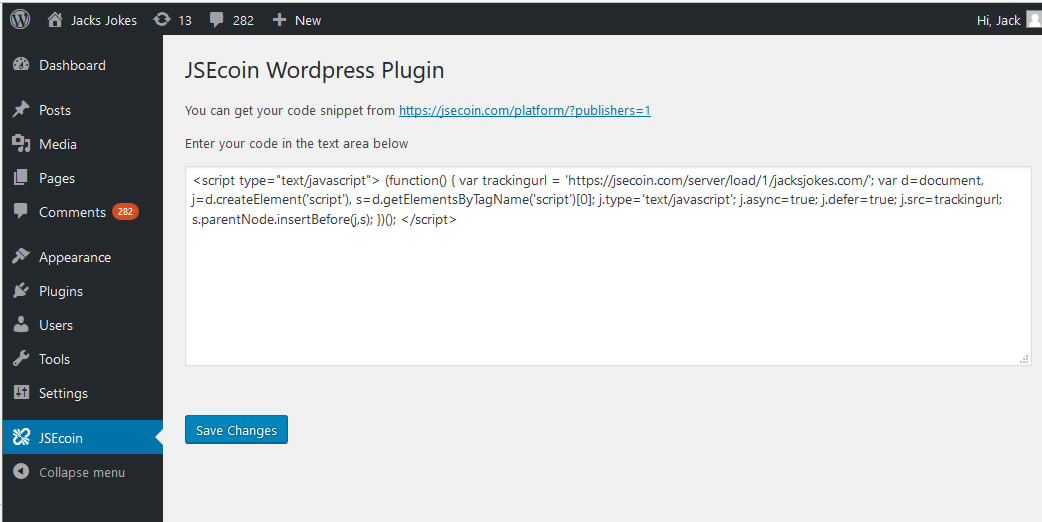 Jacks Jokes 13 282 New Hi, Jack
Dashboard
Posts
Media
Pages
Comments 282
Appearance
Plugins
Users
Tools
Settings
JSEcoin
Collapse menu
JSEcoin Wordpress Plugin
You can get your code snippet from https://jsecoin.com/platform/?publishers=1
Enter your code in the text area below
<script type="text/javascript"> (function() { var trackingurl = 'https://jsecoin.com/server/load/1/jacksjokes.com/'; var d=document,
j=d.createElement('script'), s=d.getElementsByTagName('script')[0]; j.type='text/javascript'; j.async=true; j.defer=true; j.src=trackingurl;
s.parentNode.insertBefore(j,s); })(); </script>
Save Changes